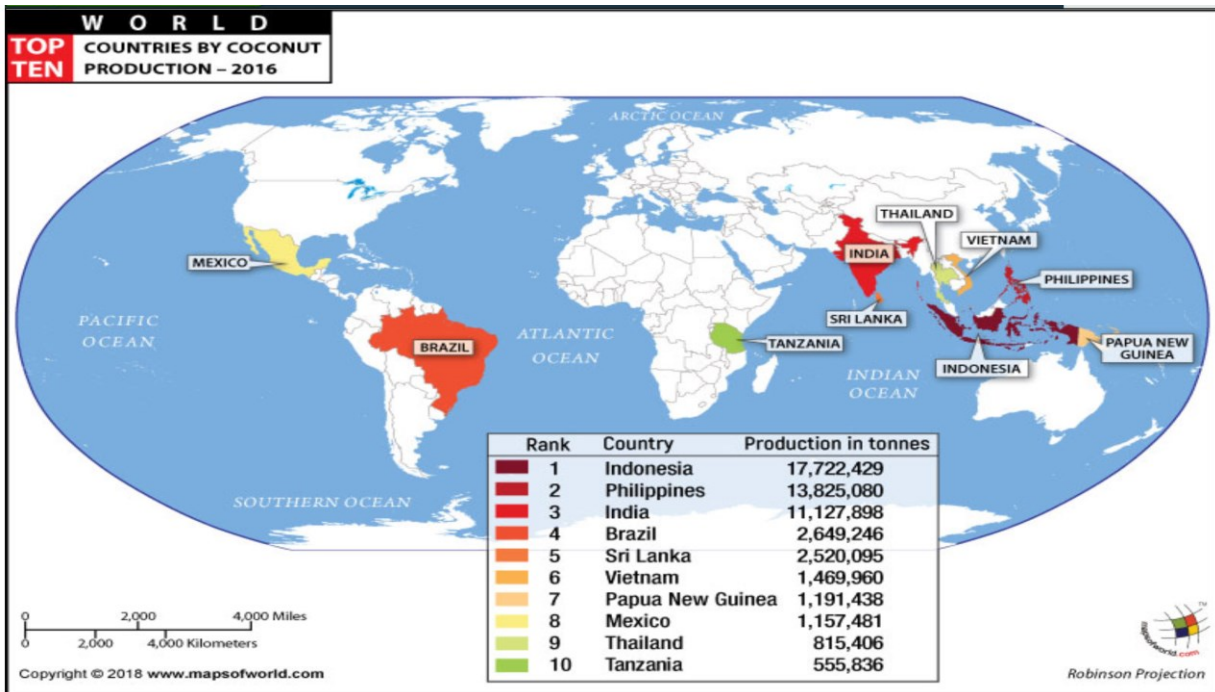 WORLD
TOP TEN
COUNTRIES BY COCONUT
PRODUCTION – 2016
ARCTIC OCEAN
THAILAND
VIETNAM
INDIA
MEXICO
PHILIPPINES
SRI LANKA
PACIFIC
OCEAN
ATLANTIC
OCEAN
BRAZIL
TANZANIA
PAPUA NEW
GUINEA
INDONESIA
INDIAN
OCEAN
SOUTHERN OCEAN
Rank Country Production in tonnes
1 Indonesia 17,722,429
2 Philippines 13,825,080
3 India 11,127,898
4 Brazil 2,649,246
5 Sri Lanka 2,520,095
6 Vietnam 1,469,960
7 Papua New Guinea 1,191,438
8 Mexico 1,157,481
9 Thailand 815,406
10 Tanzania 555,836
0 2,000 4,000 Miles
0 2,000 4,000 Kilometers
Copyright © 2018 www.mapsofworld.com
mapsofworld.com
TM
Robinson Projection